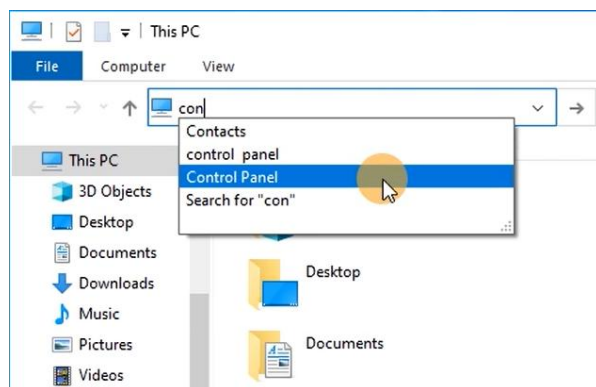 This PC
File Computer View
con
Contacts
control panel
Control Panel
Search for "con"
This PC
3D Objects
Desktop
Documents
Downloads
Music
Pictures
Videos
Desktop
Documents